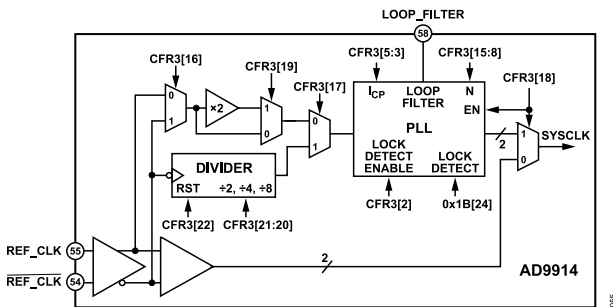 LOOP_FILTER
58
CFR3[16]
CFR3[19]
CFR3[17]
CFR3[5:3]
CFR3[15:8]
CFR3[18]
0
1
×2
1
0
0
1
ICP
LOOP
FILTER
N
EN
PLL
LOCK
DETECT
ENABLE
LOCK
DETECT
2
1
0
SYSCLK
DIVIDER
RST
÷2, ÷4, ÷8
CFR3[22]
CFR3[21:20]
CFR3[2]
0x1B[24]
REF_CLK
55
REF_CLK
54
2
AD9914